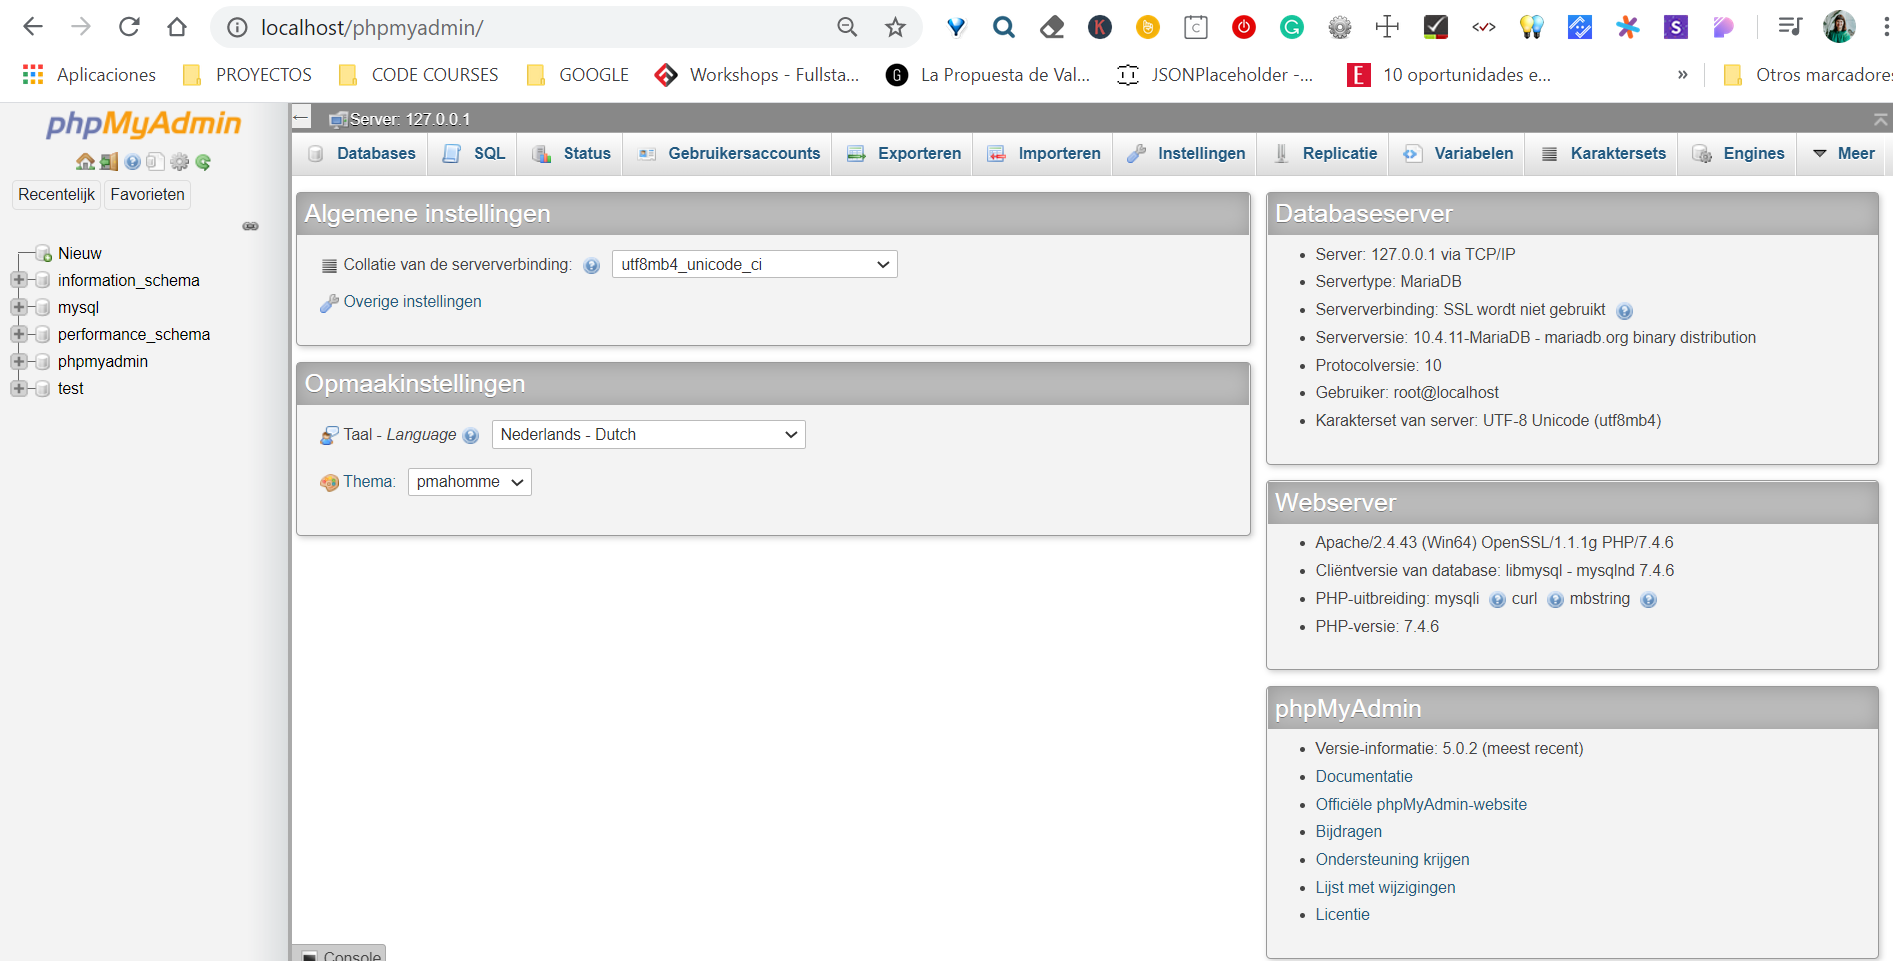 localhost/phpmyadmin/
Aplicaciones PROYECTOS CODE COURSES GOOGLE Workshops - Fullsta... La Propuesta de Val... JSONPlaceholder -... 10 oportunidades e... » Otros marcadores
phpMyAdmin
Recentelijk Favorieten
Nieuw
information_schema
mysql
performance_schema
phpmyadmin
test
Server: 127.0.0.1
Databases SQL Status Gebruikersaccounts Exporteren Importeren Instellingen Replicatie Variabelen Karaktersets Engines Meer
Algemene instellingen
Collatie van de serververbinding: utf8mb4_unicode_ci
Overige instellingen
Opmaakinstellingen
Taal - Language Nederlands - Dutch
Thema: pmahomme
Console
Databaseserver
Server: 127.0.0.1 via TCP/IP
Servertype: MariaDB
Serververbinding: SSL wordt niet gebruikt
Serverversie: 10.4.11-MariaDB - mariadb.org binary distribution
Protocolversie: 10
Gebruiker: root@localhost
Karakterset van server: UTF-8 Unicode (utf8mb4)
Webserver
Apache/2.4.43 (Win64) OpenSSL/1.1.1g PHP/7.4.6
Cliëntversie van database: libmysql - mysqlnd 7.4.6
PHP-uitbreiding: mysqli curl mbstring
PHP-versie: 7.4.6
phpMyAdmin
Versie-informatie: 5.0.2 (meest recent)
Documentatie
Officiële phpMyAdmin-website
Bijdragen
Ondersteuning krijgen
Lijst met wijzigingen
Licentie